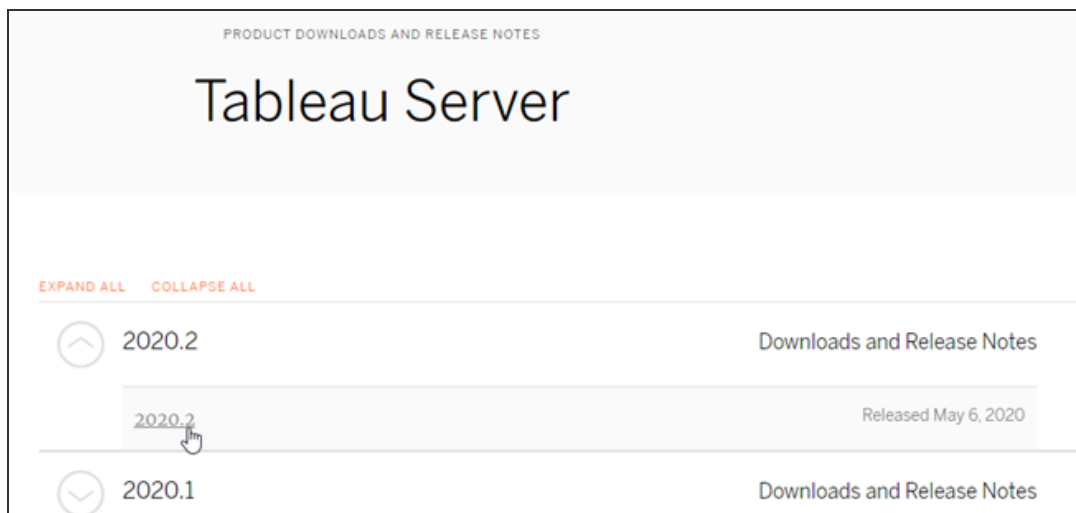 PRODUCT DOWNLOADS AND RELEASE NOTES
Tableau Server
EXPAND ALL COLLAPSE ALL
2020.2 Downloads and Release Notes
2020.2 Released May 6, 2020
2020.1 Downloads and Release Notes